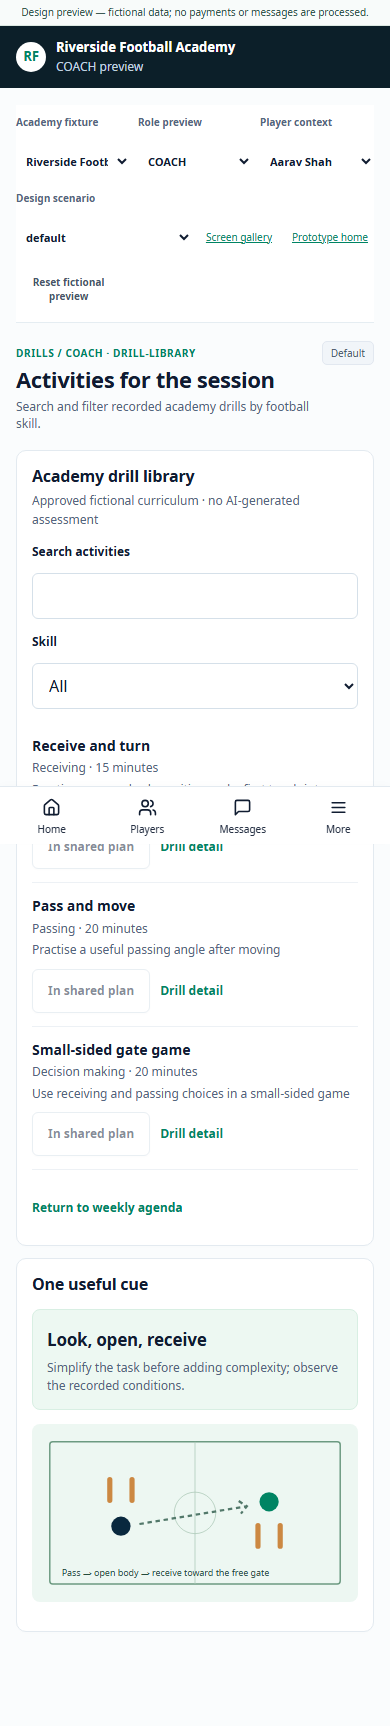 Design preview — fictional data; no payments or messages are processed.
RF
Riverside Football Academy
COACH preview
Academy fixture
Role preview
Player context
Riverside Footb
COACH
Aarav Shah
Design scenario
default
Screen gallery
Prototype home
Reset fictional
preview
DRILLS / COACH · DRILL-LIBRARY
Default
Activities for the session
Search and filter recorded academy drills by football
skill.
Academy drill library
Approved fictional curriculum · no AI-generated
assessment
Search activities
Skill
All
Receive and turn
Receiving · 15 minutes
Home
Players
Messages
More
In shared plan
Drill detail
Pass and move
Passing · 20 minutes
Practise a useful passing angle after moving
In shared plan
Drill detail
Small-sided gate game
Decision making · 20 minutes
Use receiving and passing choices in a small-sided game
In shared plan
Drill detail
Return to weekly agenda
One useful cue
Look, open, receive
Simplify the task before adding complexity; observe
the recorded conditions.
Pass → open body → receive toward the free gate